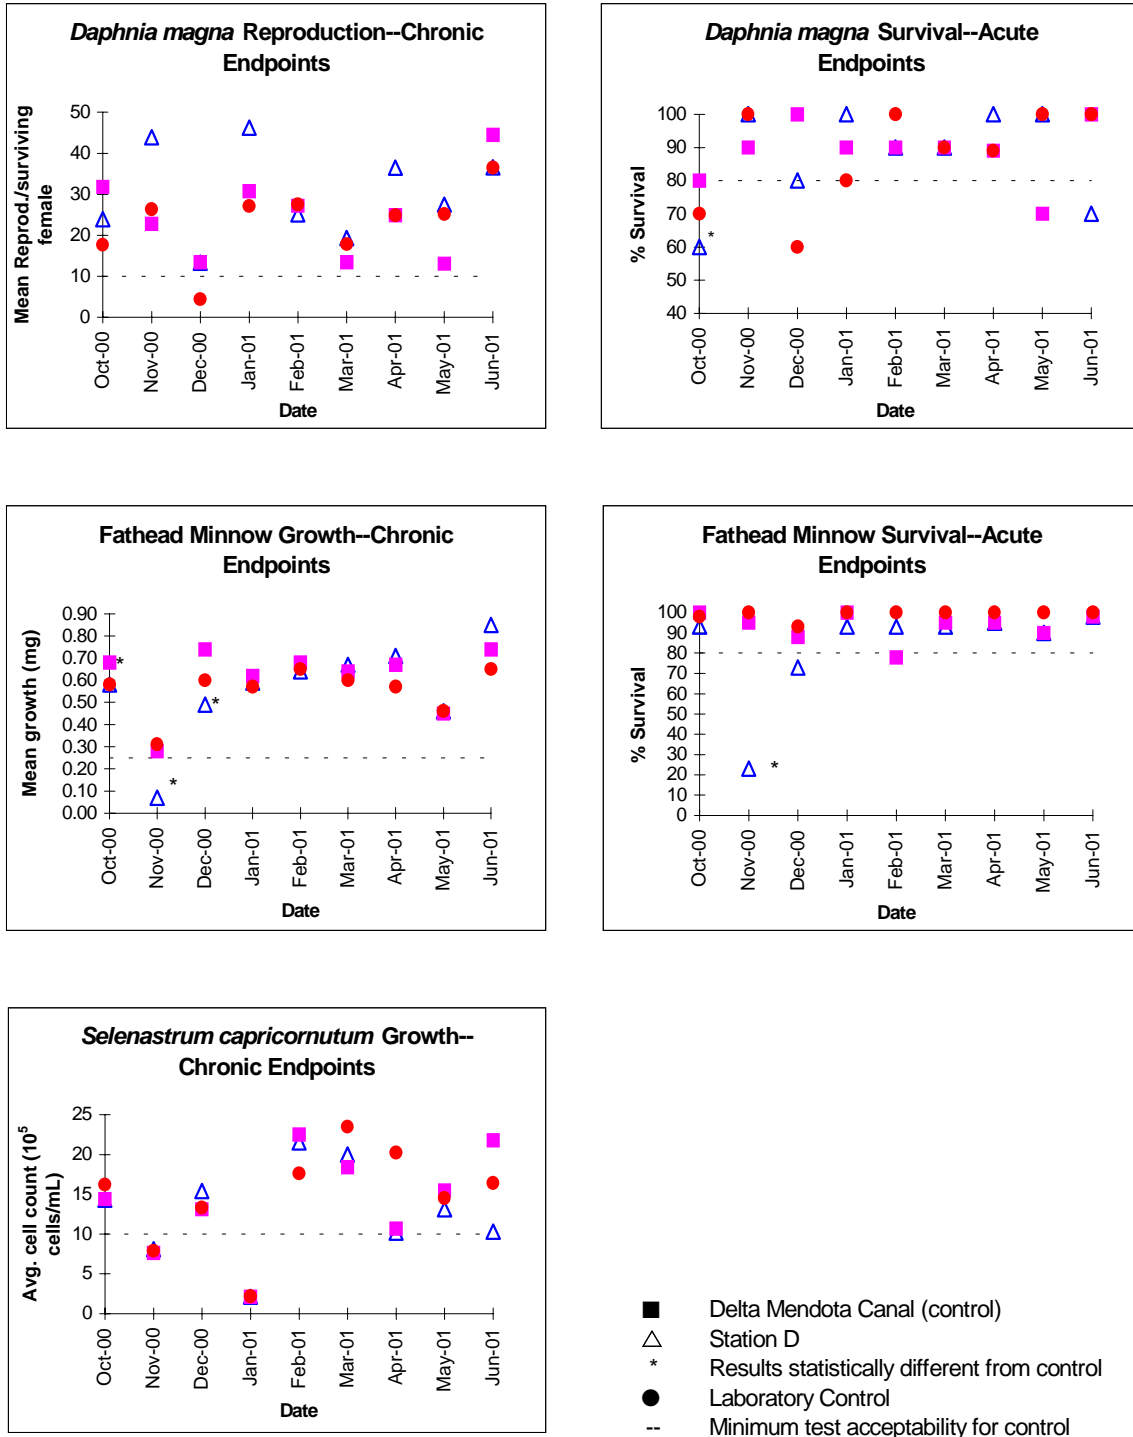 Daphnia magna Reproduction--Chronic
Endpoints
Mean Reprod./surviving
female
50
40
30
20
10
0
Oct-00
Nov-00
Dec-00
Jan-01
Feb-01
Mar-01
Apr-01
May-01
Jun-01
Date
Daphnia magna Survival--Acute
Endpoints
% Survival
100
90
80
70
60
50
40
*
Oct-00
Nov-00
Dec-00
Jan-01
Feb-01
Mar-01
Apr-01
May-01
Jun-01
Date
Fathead Minnow Growth--Chronic
Endpoints
Mean growth (mg)
0.90
0.80
0.70
0.60
0.50
0.40
0.30
0.20
0.10
0.00
*
*
*
Oct-00
Nov-00
Dec-00
Jan-01
Feb-01
Mar-01
Apr-01
May-01
Jun-01
Date
Fathead Minnow Survival--Acute
Endpoints
% Survival
100
90
80
70
60
50
40
30
20
10
0
*
Oct-00
Nov-00
Dec-00
Jan-01
Feb-01
Mar-01
Apr-01
May-01
Jun-01
Date
Selenastrum capricornutum Growth--
Chronic Endpoints
Avg. cell count (10⁵
cells/mL)
25
20
15
10
5
0
Oct-00
Nov-00
Dec-00
Jan-01
Feb-01
Mar-01
Apr-01
May-01
Jun-01
Date
Delta Mendota Canal (control)
Station D
* Results statistically different from control
Laboratory Control
-- Minimum test acceptability for control